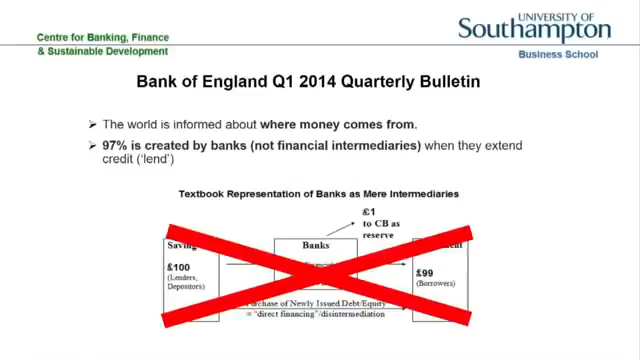 Centre for Banking, Finance
& Sustainable Development
UNIVERSITY OF
Southampton
Business School
Bank of England Q1 2014 Quarterly Bulletin
➢ The world is informed about where money comes from.
➢ 97% is created by banks (not financial intermediaries) when they extend
credit (‘lend’)
Textbook Representation of Banks as Mere Intermediaries
£1
to CB as
reserve
Banks
£100
(Lenders,
Depositors)
£99
(Borrowers)
of Newly Issued Debt/Equity
= "direct financing"/disintermediation